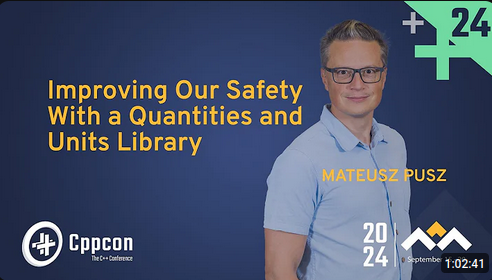 24
Improving Our Safety
With a Quantities and
Units Library
MATEUSZ PUSZ
Cppcon
The C++ Conference
20
24
September
1:02:41